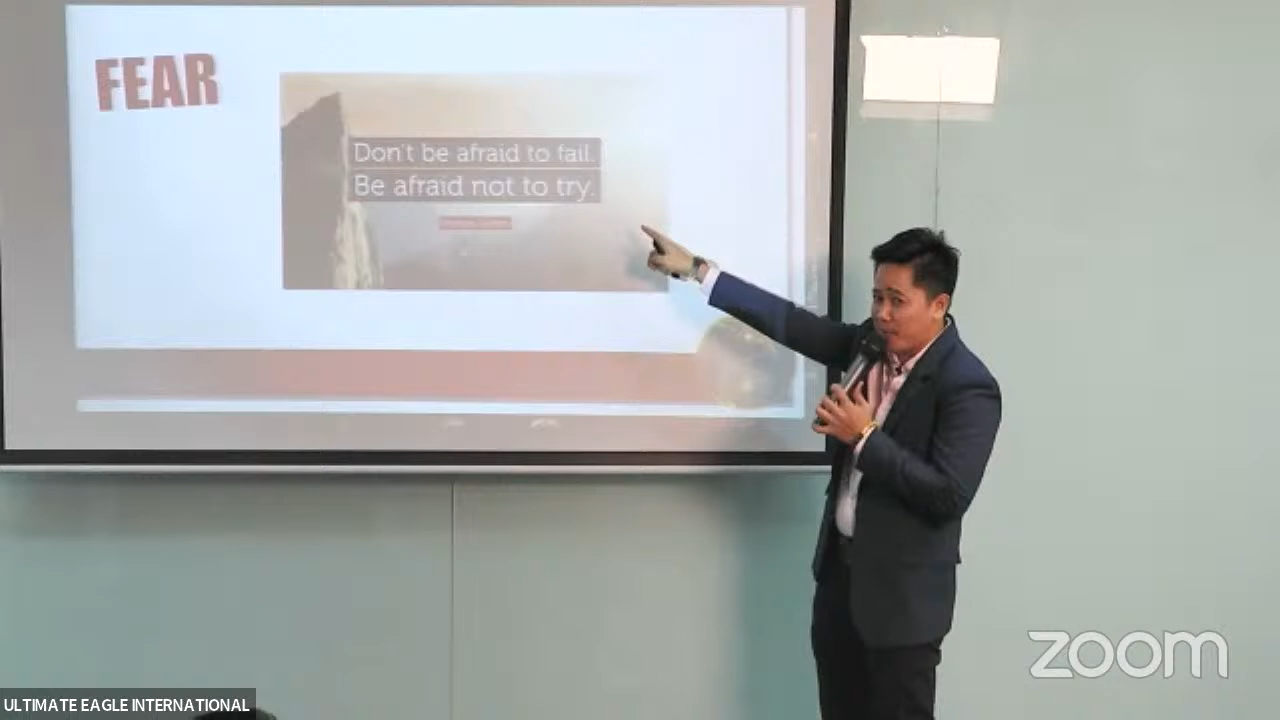 FEAR
Don't be afraid to fail.
Be afraid not to try.
ULTIMATE EAGLE INTERNATIONAL
zoom